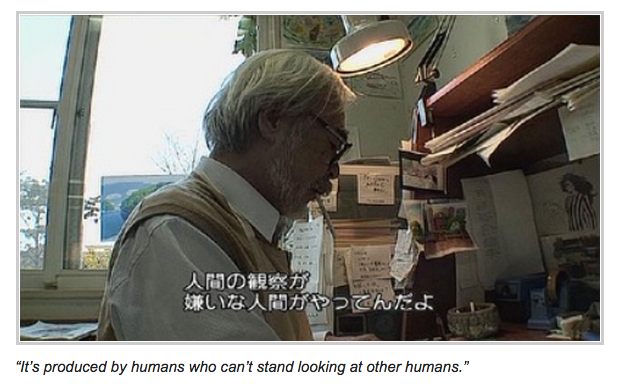 人間の観察が
嫌いな人間がやってんだよ
“It’s produced by humans who can’t stand looking at other humans.”